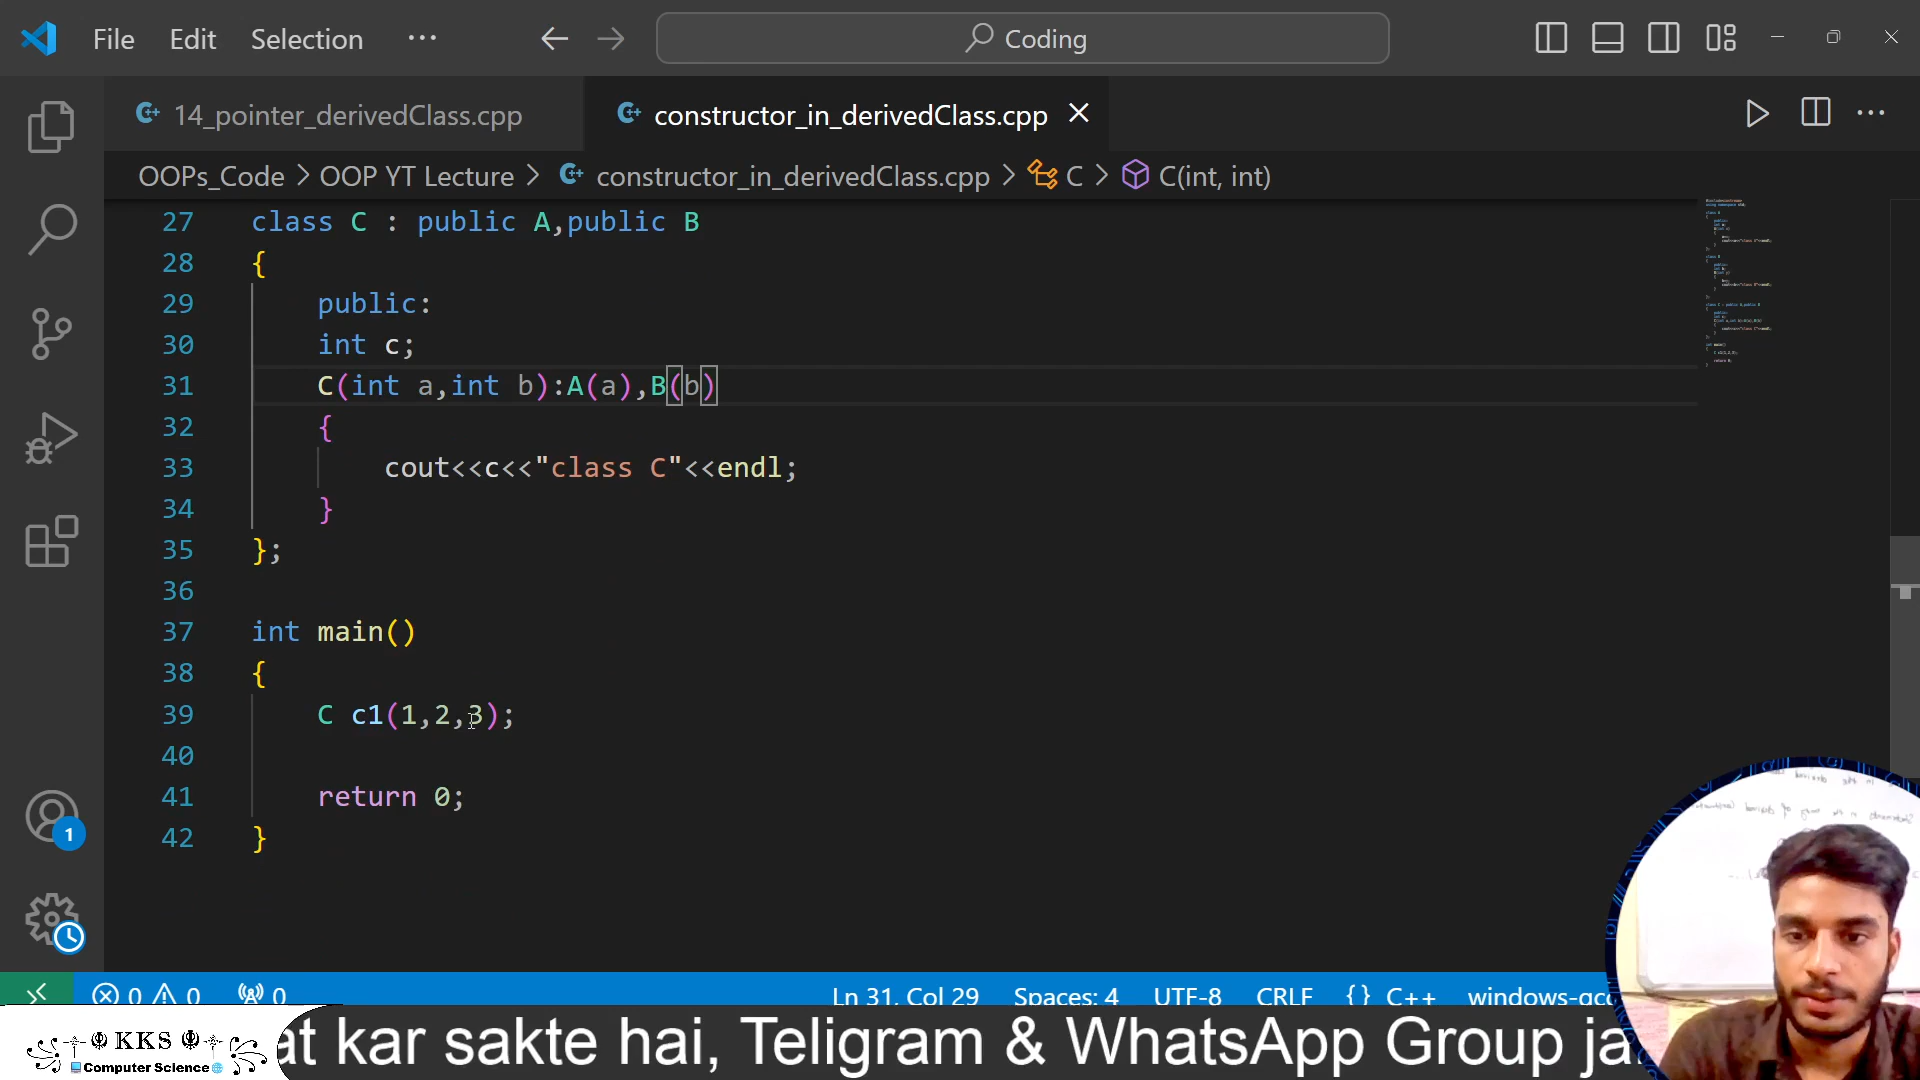 File Edit Selection ··· Coding
14_pointer_derivedClass.cpp constructor_in_derivedClass.cpp
OOPs_Code > OOP YT Lecture > constructor_in_derivedClass.cpp > C > C(int, int)
27 class C : public A,public B
28 {
29 public:
30 int c;
31 C(int a,int b):A(a),B(b)
32 {
33 cout<<c<<"class C"<<endl;
34 }
35 };
36
37 int main()
38 {
39 C c1(1,2,3);
40
41 return 0;
42 }
1
0 0 0 Ln 31, Col 29 Spaces: 4 UTF-8 CRLF {} C++
KKS
Computer Science
at kar sakte hai, Teligram & WhatsApp Group